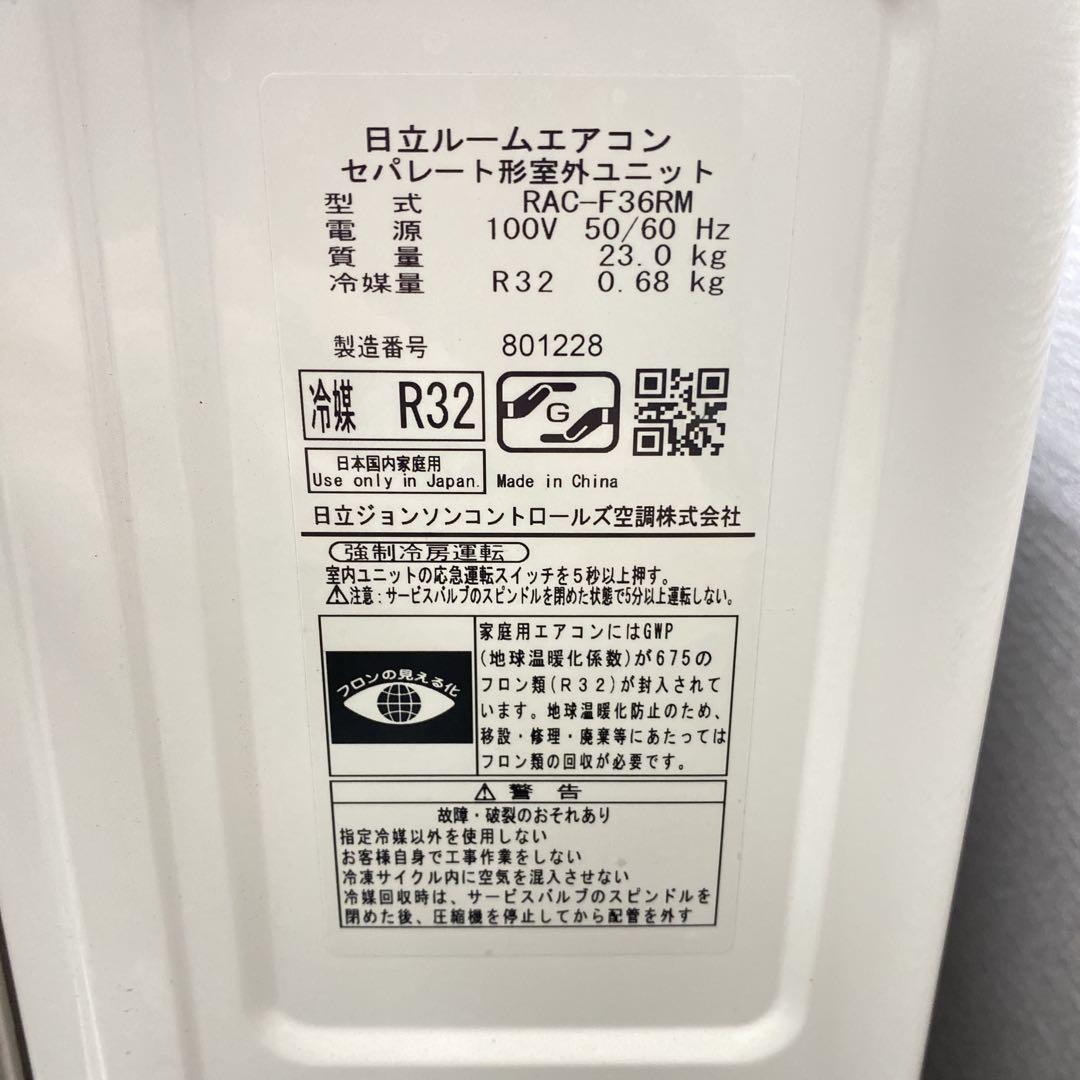 日立ルームエアコン
セパレート形室外ユニット
型 式 RAC-F36RM
電 源 100V 50/60 Hz
質 量 23.0 kg
冷媒量 R32 0.68 kg
製造番号 801228
冷媒 R32
G
日本国内家庭用
Use only in Japan.
Made in China
日立ジョンソンコントロールズ空調株式会社
強制冷房運転
室内ユニットの応急運転スイッチを5秒以上押す。
⚠注意:サービスバルブのスピンドルを閉めた状態で5分以上運転しない。
フロンの見える化
家庭用エアコンにはGWP
(地球温暖化係数)が675の
フロン類(R32)が封入されて
います。地球温暖化防止のため、
移設・修理・廃棄等にあたっては
フロン類の回収が必要です。
⚠ 警 告
故障・破裂のおそれあり
指定冷媒以外を使用しない
お客様自身で工事作業をしない
冷凍サイクル内に空気を混入させない
冷媒回収時は、サービスバルブのスピンドルを
閉めた後、圧縮機を停止してから配管を外す